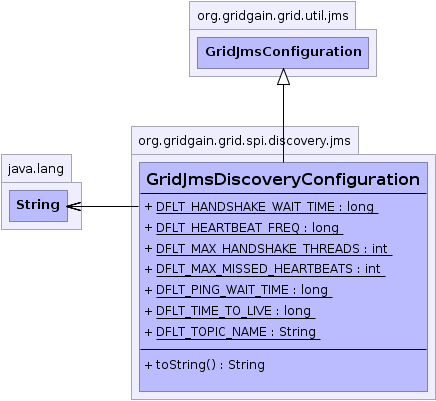 org.gridgain.grid.util.jms
GridJmsConfiguration
org.gridgain.grid.spi.discovery.jms
java.lang
String
GridJmsDiscoveryConfiguration
+ DFLT_HANDSHAKE_WAIT_TIME : long
+ DFLT_HEARTBEAT_FREQ : long
+ DFLT_MAX_HANDSHAKE_THREADS : int
+ DFLT_MAX_MISSED_HEARTBEATS : int
+ DFLT_PING_WAIT_TIME : long
+ DFLT_TIME_TO_LIVE : long
+ DFLT_TOPIC_NAME : String
+ toString() : String